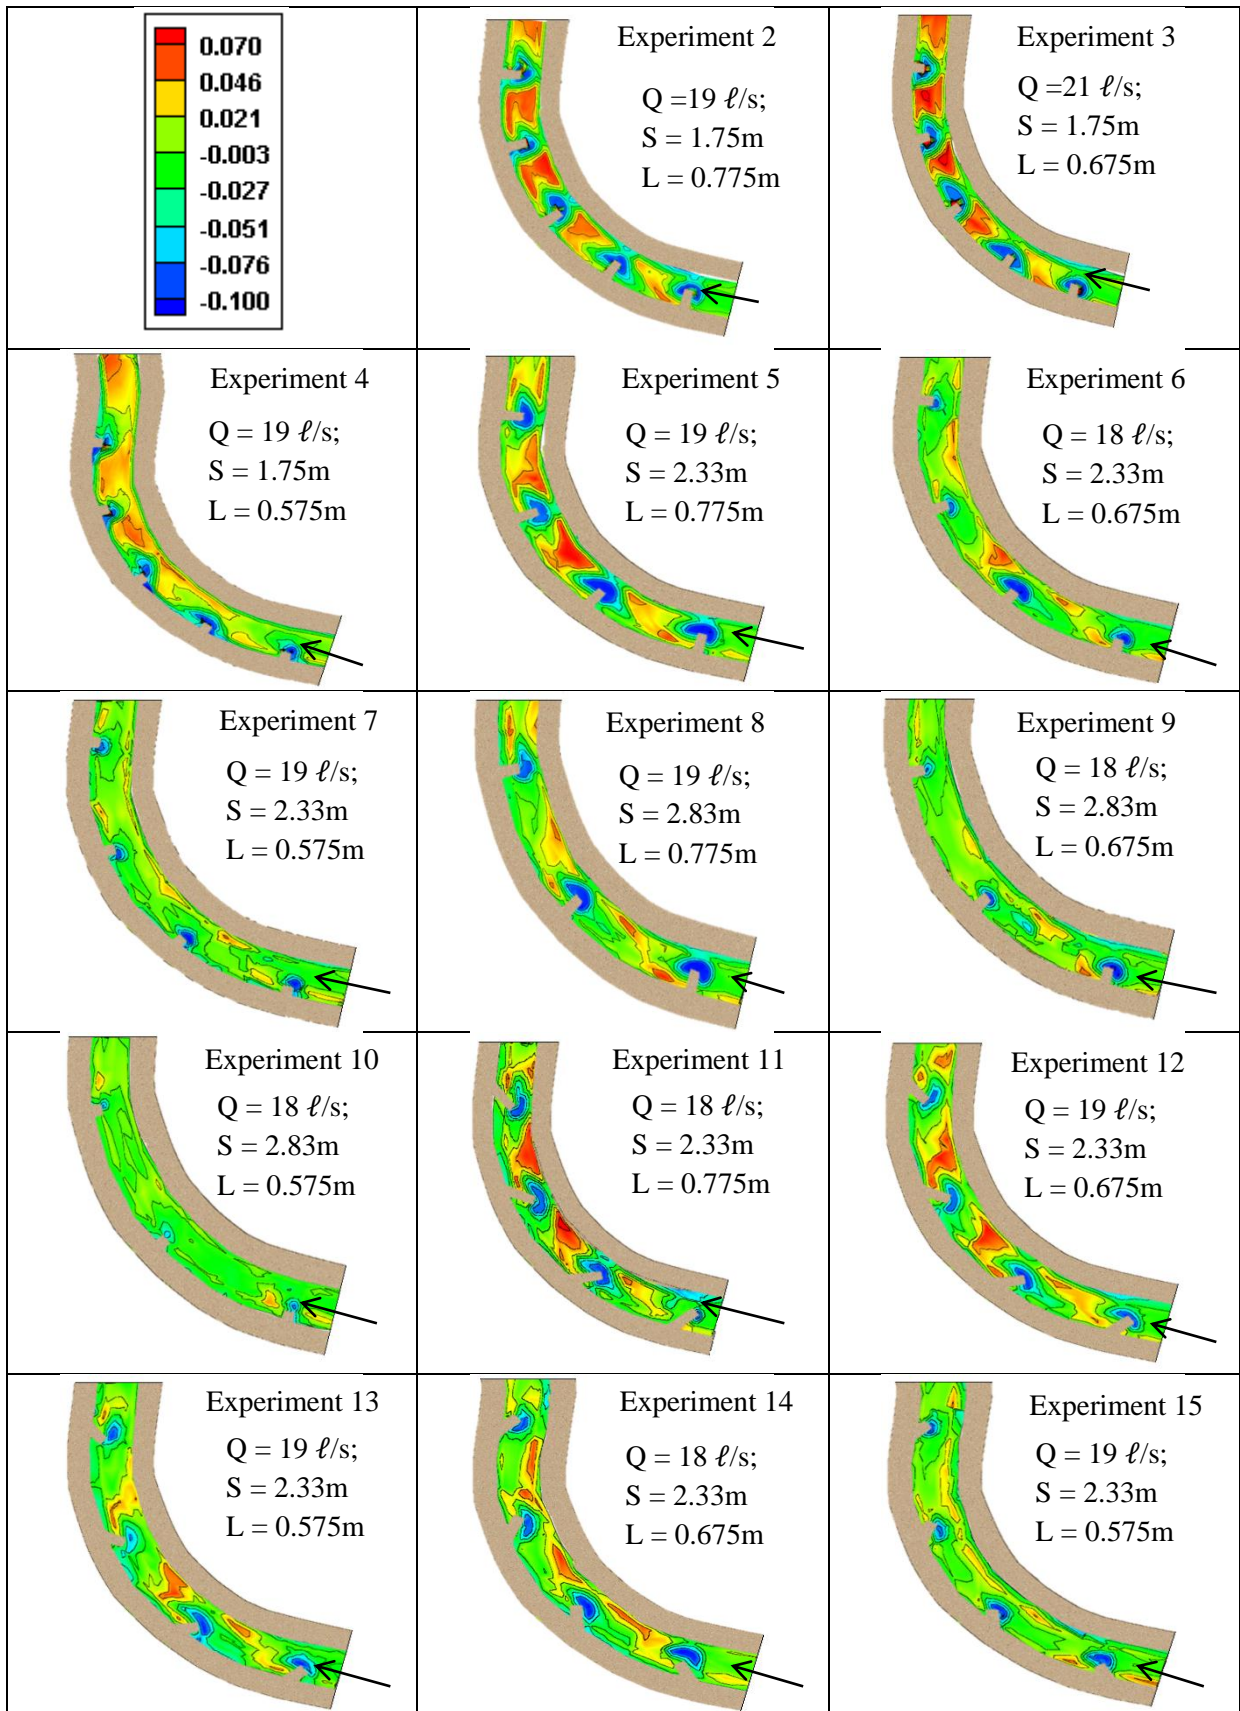 0.070
0.046
0.021
-0.003
-0.027
-0.051
-0.076
-0.100
Experiment 2
Q =19 ℓ/s;
S = 1.75m
L = 0.775m
Experiment 3
Q =21 ℓ/s;
S = 1.75m
L = 0.675m
Experiment 4
Q = 19 ℓ/s;
S = 1.75m
L = 0.575m
Experiment 5
Q = 19 ℓ/s;
S = 2.33m
L = 0.775m
Experiment 6
Q = 18 ℓ/s;
S = 2.33m
L = 0.675m
Experiment 7
Q = 19 ℓ/s;
S = 2.33m
L = 0.575m
Experiment 8
Q = 19 ℓ/s;
S = 2.83m
L = 0.775m
Experiment 9
Q = 18 ℓ/s;
S = 2.83m
L = 0.675m
Experiment 10
Q = 18 ℓ/s;
S = 2.83m
L = 0.575m
Experiment 11
Q = 18 ℓ/s;
S = 2.33m
L = 0.775m
Experiment 12
Q = 19 ℓ/s;
S = 2.33m
L = 0.675m
Experiment 13
Q = 19 ℓ/s;
S = 2.33m
L = 0.575m
Experiment 14
Q = 18 ℓ/s;
S = 2.33m
L = 0.675m
Experiment 15
Q = 19 ℓ/s;
S = 2.33m
L = 0.575m